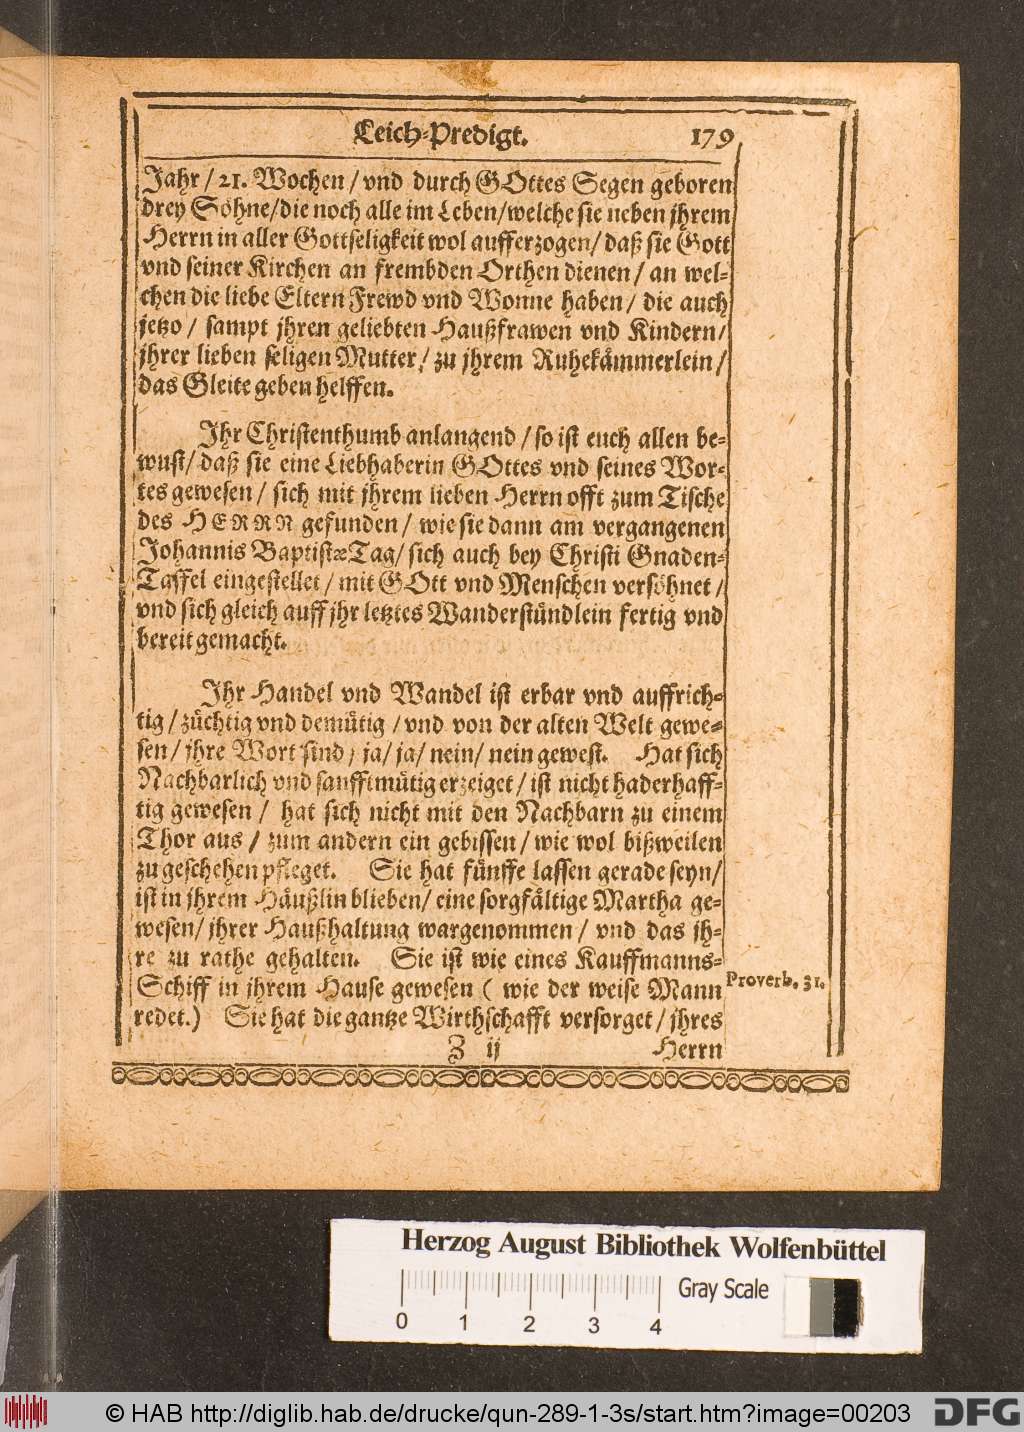 Leich-Predigt. 179
Jahr / 21. Wochen / vnd durch GOttes Segen geboren
drey Söhne/die noch alle im Leben/welche sie neben jhrem
Herrn in aller Gottseligkeit wol aufferzogen/ daß sie Gott
vnd seiner Kirchen an frembden Orthen dienen / an wel-
chen die liebe Eltern Frewd vnd Wonne haben / die auch
jetzo / sampt jhren geliebten Haußfrawen vnd Kindern/
jhrer lieben seligen Mutter / zu jhrem Ruhekämmerlein /
das Gleite geben helffen.
Ihr Christenthumb anlangend / so ist euch allen be-
wust/ daß sie eine Liebhaberin GOttes vnd seines Wor-
tes gewesen / sich mit jhrem lieben Herrn offt zum Tische
des HERRN gefunden / wie sie dann am vergangenen
Johannis Baptistæ Tag/ sich auch bey Christi Gnaden-
Taffel eingestellet / mit GOtt vnd Menschen versöhnet /
vnd sich gleich auff jhr letztes Wanderstündlein fertig vnd
bereit gemacht.
Ihr Handel vnd Wandel ist erbar vnd auffrich-
tig / züchtig vnd demütig / vnd von der alten Welt gewe-
sen / jhre Wort sind / ja/ ja/ nein/ nein gewest. Hat sich
Nachbarlich vnd sanfftmütig erzeiget / ist nicht haderhaff-
tig gewesen / hat sich nicht mit den Nachbarn zu einem
Thor aus / zum andern ein gebissen / wie wol bißweilen
zu geschehen pfleget. Sie hat fünffe lassen gerade seyn/
ist in jhrem Häußlin blieben/ eine sorgfältige Martha ge-
wesen/ jhrer Haußhaltung wargenommen / vnd das jh-
re zu rathe gehalten. Sie ist wie eines Kauffmanns-
Schiff in jhrem Hause gewesen ( wie der weise Mann
Proverb. 31.
redet.) Sie hat die gantze Wirthschafft versorget / jhres
Z ij Herrn
Herzog August Bibliothek Wolfenbüttel
Gray Scale
0 1 2 3 4
© HAB http://diglib.hab.de/drucke/qun-289-1-3s/start.htm?image=00203 DFG